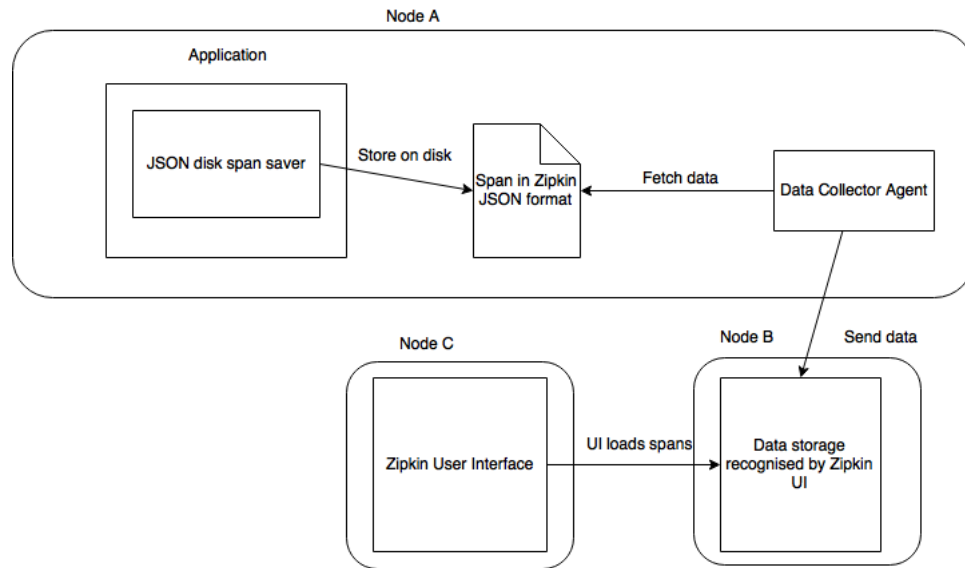 Node A
Application
JSON disk span saver
Store on disk
Span in Zipkin
JSON format
Fetch data
Data Collector Agent
Node C
Node B
Send data
Zipkin User Interface
UI loads spans
Data storage
recognised by Zipkin
UI